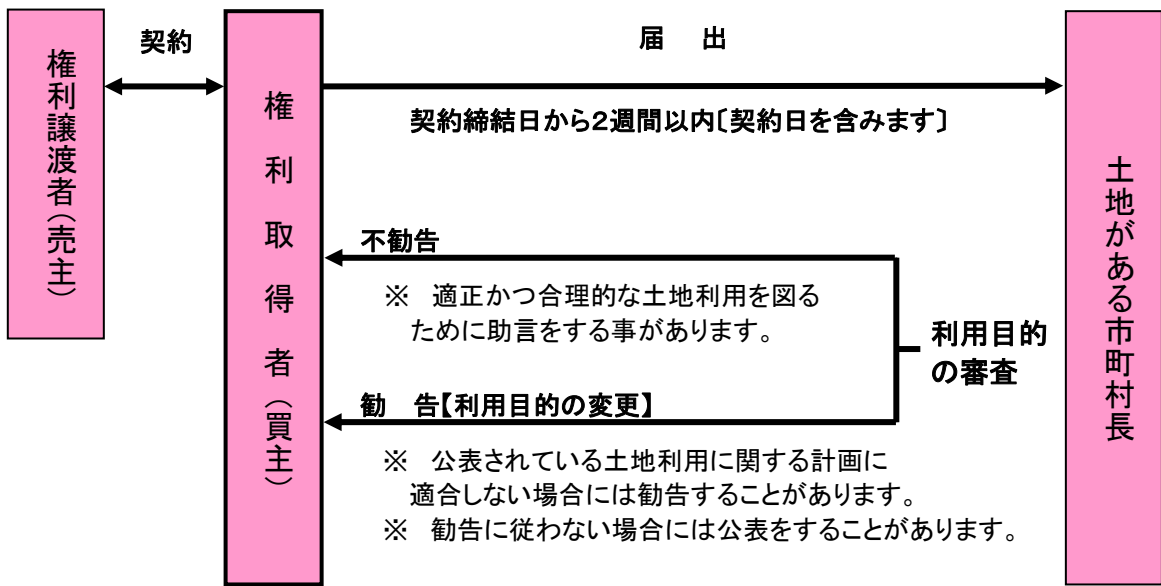 権利譲渡者（売主）
契約
権利取得者（買主）
届　出
契約締結日から２週間以内〔契約日を含みます〕
不勧告
※　適正かつ合理的な土地利用を図る
ために助言をする事があります。
利用目的
の審査
勧　告【利用目的の変更】
※　公表されている土地利用に関する計画に
適合しない場合には勧告することがあります。
※　勧告に従わない場合には公表をすることがあります。
土地がある市町村長